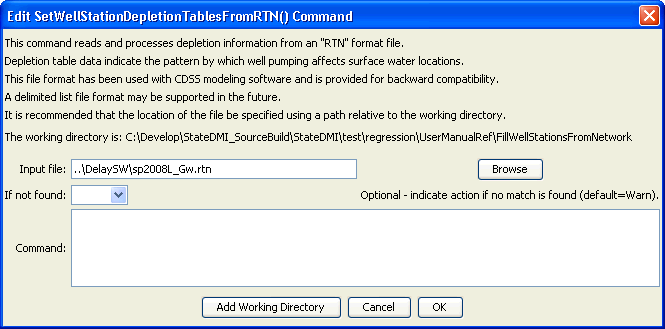 Edit SetWellStationDepletionTablesFromRTN() Command
This command reads and processes depletion information from an "RTN" format file.
Depletion table data indicate the pattern by which well pumping affects surface water locations.
This file format has been used with CDSS modeling software and is provided for backward compatibility.
A delimited list file format may be supported in the future.
It is recommended that the location of the file be specified using a path relative to the working directory.
The working directory is: C:\Develop\StateDMI_SourceBuild\StateDMI\test\regression\UserManualRef\FillWellStationsFromNetwork
Input file: ..\DelaySW\sp2008L_Gw.rtn Browse
If not found: Optional - indicate action if no match is found (default=Warn).
Command:
Add Working Directory Cancel OK